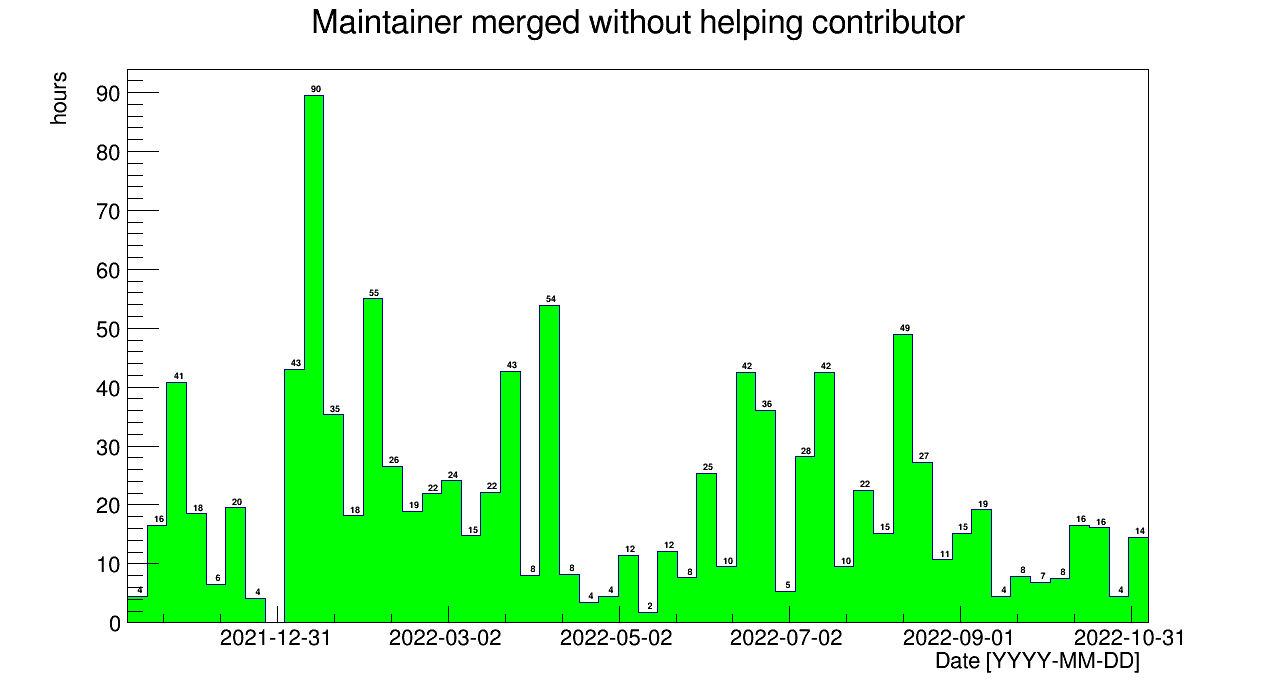 Maintainer merged without helping contributor
hours
90
80
70
60
50
40
30
20
10
0
4 16 41 18 6 20 4 43 90 35 18 55 26 19 22 24 15 22 43 8 54 8 4 4 12 2 12 8 25 10 42 36 5 28 42 10 22 15 49 27 11 15 19 4 8 7 8 16 16 4 14
2021-12-31 2022-03-02 2022-05-02 2022-07-02 2022-09-01 2022-10-31
Date [YYYY-MM-DD]